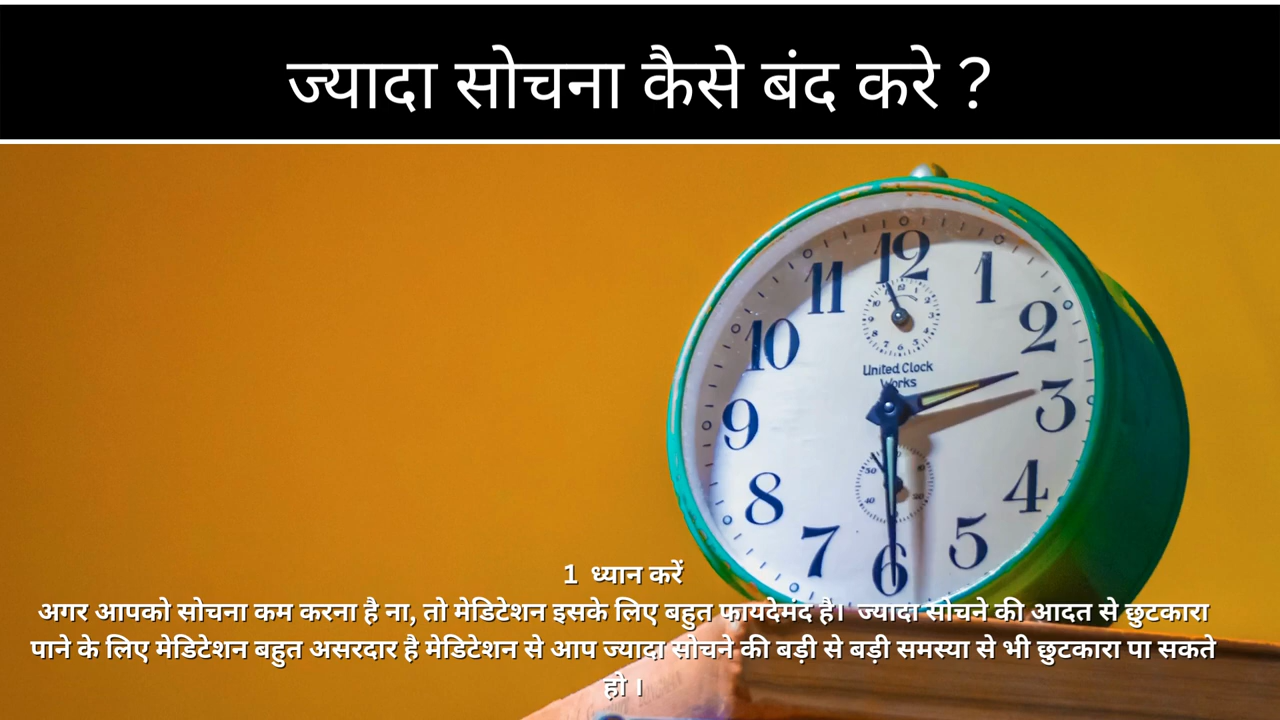 ज्यादा सोचना कैसे बंद करे ?
12
1
2
3
4
5
6
7
8
9
10
11
United Clock
Works
1 ध्यान करें
अगर आपको सोचना कम करना है ना, तो मेडिटेशन इसके लिए बहुत फायदेमंद है। ज्यादा सोचने की आदत से छुटकारा
पाने के लिए मेडिटेशन बहुत असरदार है मेडिटेशन से आप ज्यादा सोचने की बड़ी से बड़ी समस्या से भी छुटकारा पा सकते
हो ।